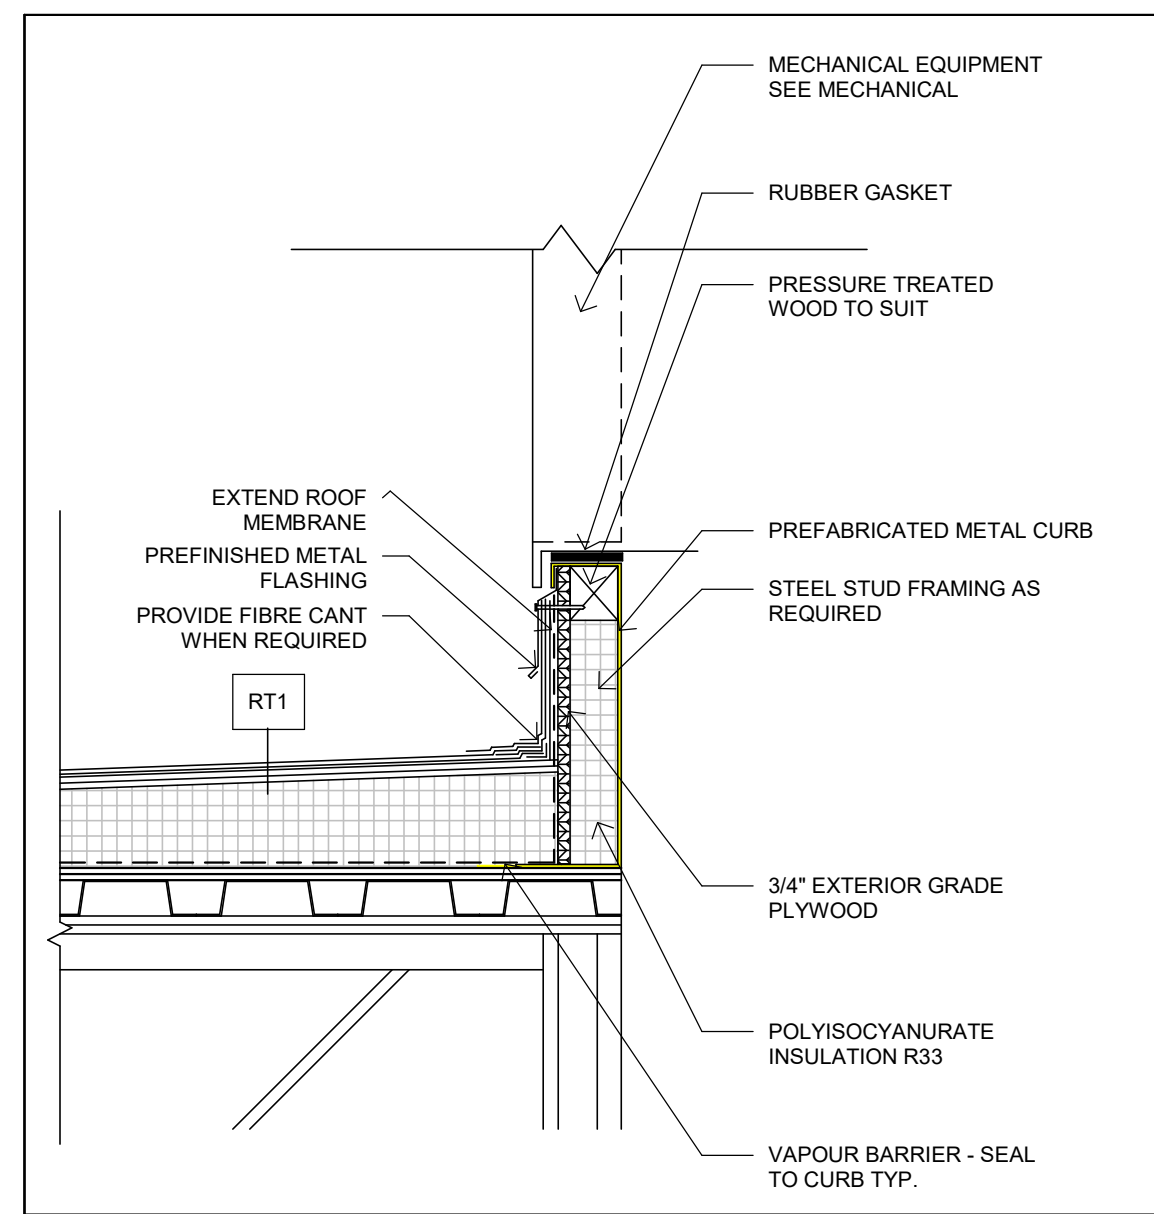 MECHANICAL EQUIPMENT
SEE MECHANICAL
RUBBER GASKET
PRESSURE TREATED
WOOD TO SUIT
EXTEND ROOF
MEMBRANE
PREFINISHED METAL
FLASHING
PROVIDE FIBRE CANT
WHEN REQUIRED
RT1
PREFABRICATED METAL CURB
STEEL STUD FRAMING AS
REQUIRED
3/4" EXTERIOR GRADE
PLYWOOD
POLYISOCYANURATE
INSULATION R33
VAPOUR BARRIER - SEAL
TO CURB TYP.